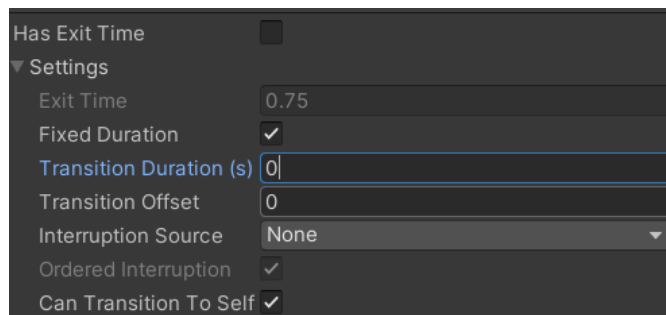 Has Exit Time
Settings
Exit Time 0.75
Fixed Duration
Transition Duration (s) 0
Transition Offset 0
Interruption Source None
Ordered Interruption
Can Transition To Self